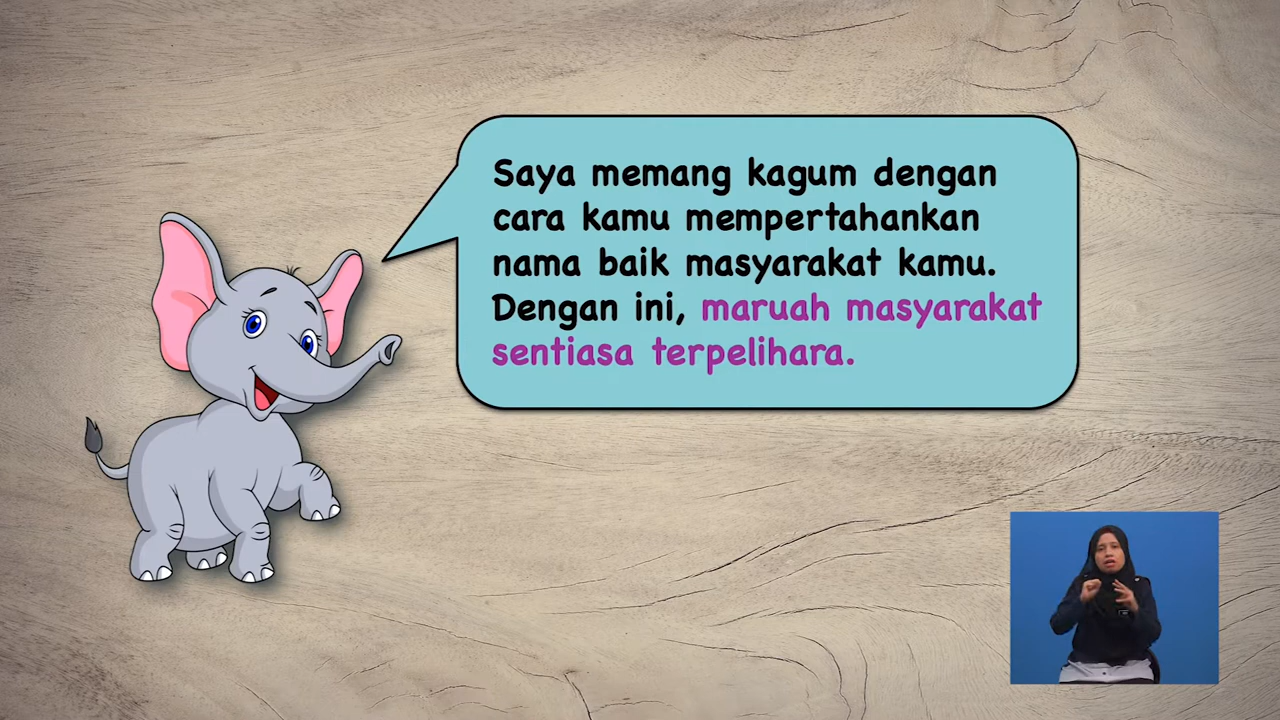 Saya memang kagum dengan
cara kamu mempertahankan
nama baik masyarakat kamu.
Dengan ini, maruah masyarakat
sentiasa terpelihara.